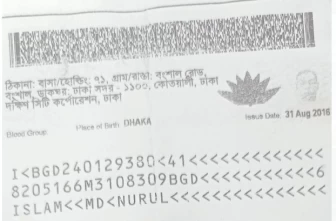 ঠিকানা: বাসা/হোল্ডিং: ৭১, গ্রাম/রাস্তা: বংশাল রোড,
বংশাল, ডাকঘর: ঢাকা সদর - ১১০০, কোতয়ালী, ঢাকা
দক্ষিণ সিটি কর্পোরেশন, ঢাকা
Blood Group: Place of Birth: DHAKA Issue Date: 31 Aug 2016
I<BGD240129380<41<<<<<<<<<<<<<
8205166M3108309BGD<<<<<<<<<<<6
ISLAM<<MD<NURUL<<<<<<<<<<<<<<<